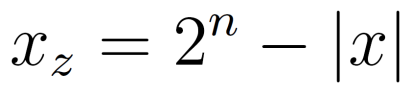 $x_z = 2^n - |x|$